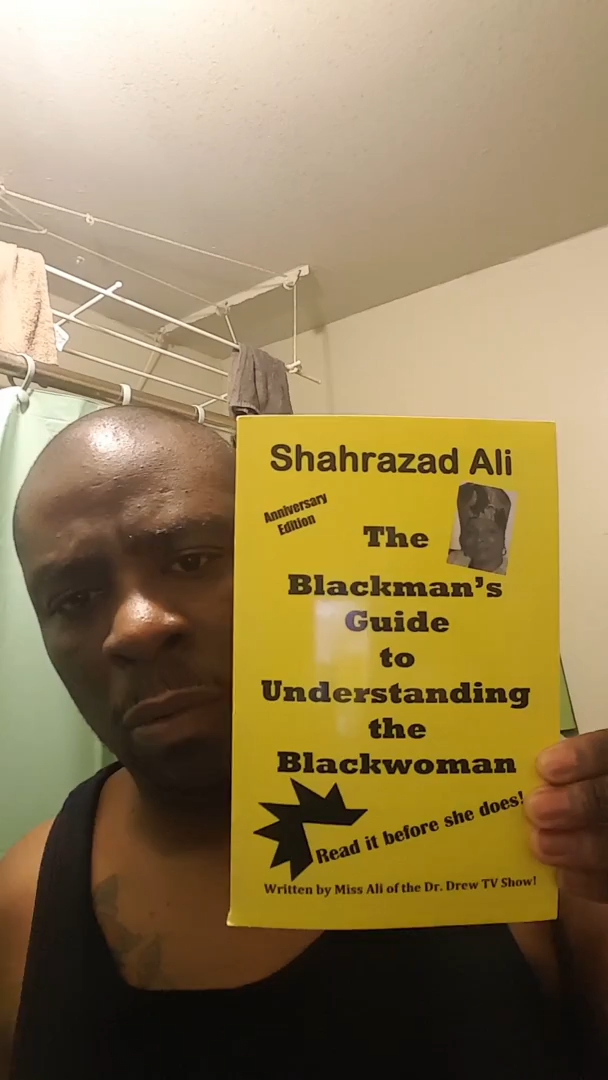 Shahrazad Ali
Anniversary
Edition
The
Blackman's
Guide
to
Understanding
the
Blackwoman
Read it before she does!
Written by Miss Ali of the Dr. Drew TV Show!